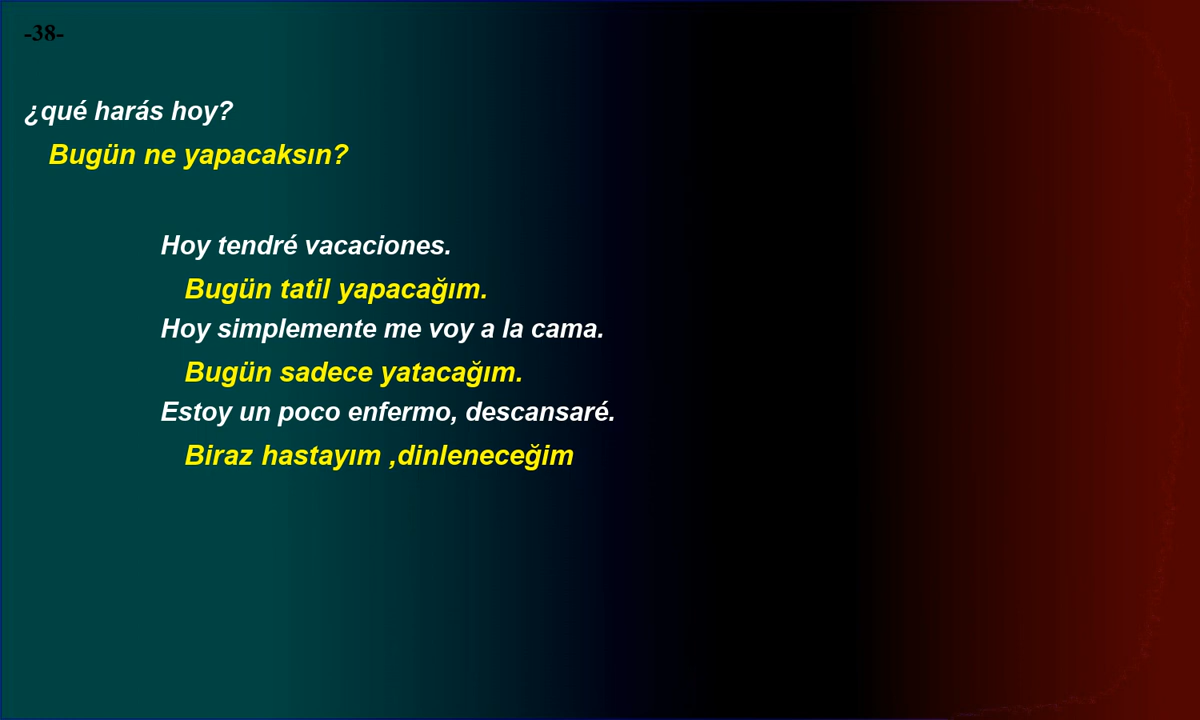 -38-
¿qué harás hoy?
Bugün ne yapacaksın?
Hoy tendré vacaciones.
Bugün tatil yapacağım.
Hoy simplemente me voy a la cama.
Bugün sadece yatacağım.
Estoy un poco enfermo, descansaré.
Biraz hastayım ,dinleneceğim